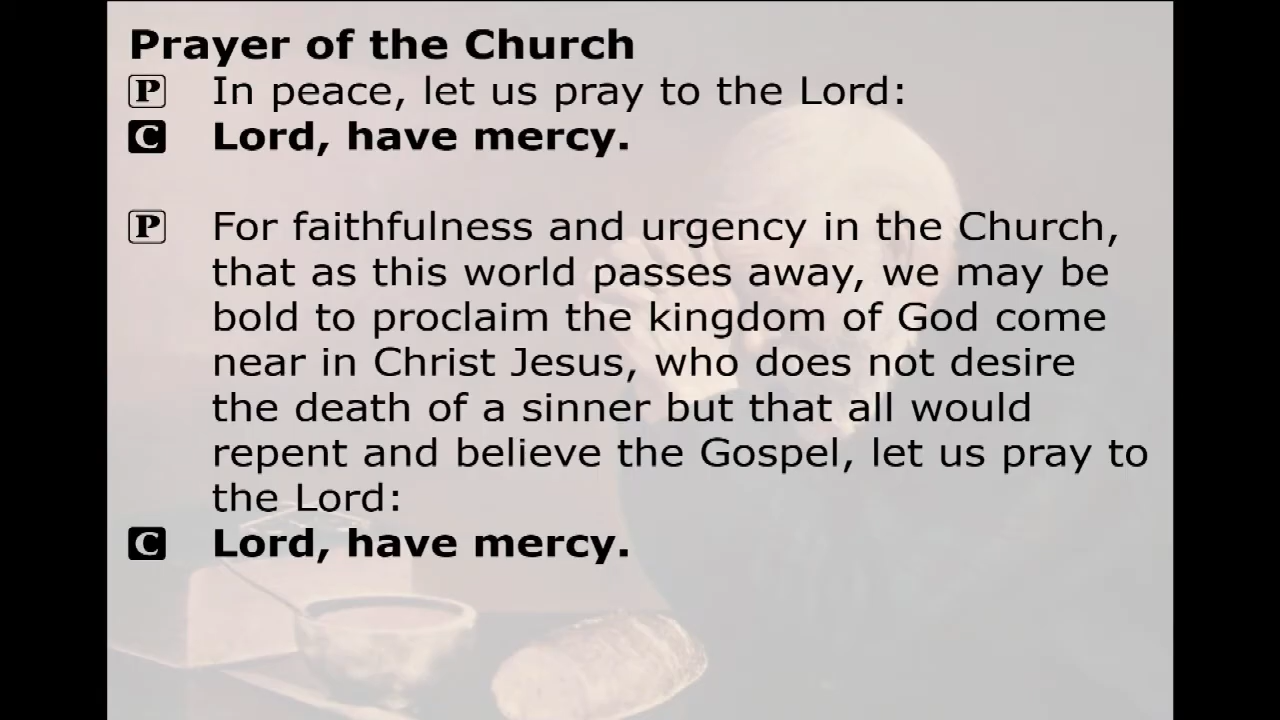 Prayer of the Church
P In peace, let us pray to the Lord:
C Lord, have mercy.
P For faithfulness and urgency in the Church,
that as this world passes away, we may be
bold to proclaim the kingdom of God come
near in Christ Jesus, who does not desire
the death of a sinner but that all would
repent and believe the Gospel, let us pray to
the Lord:
C Lord, have mercy.